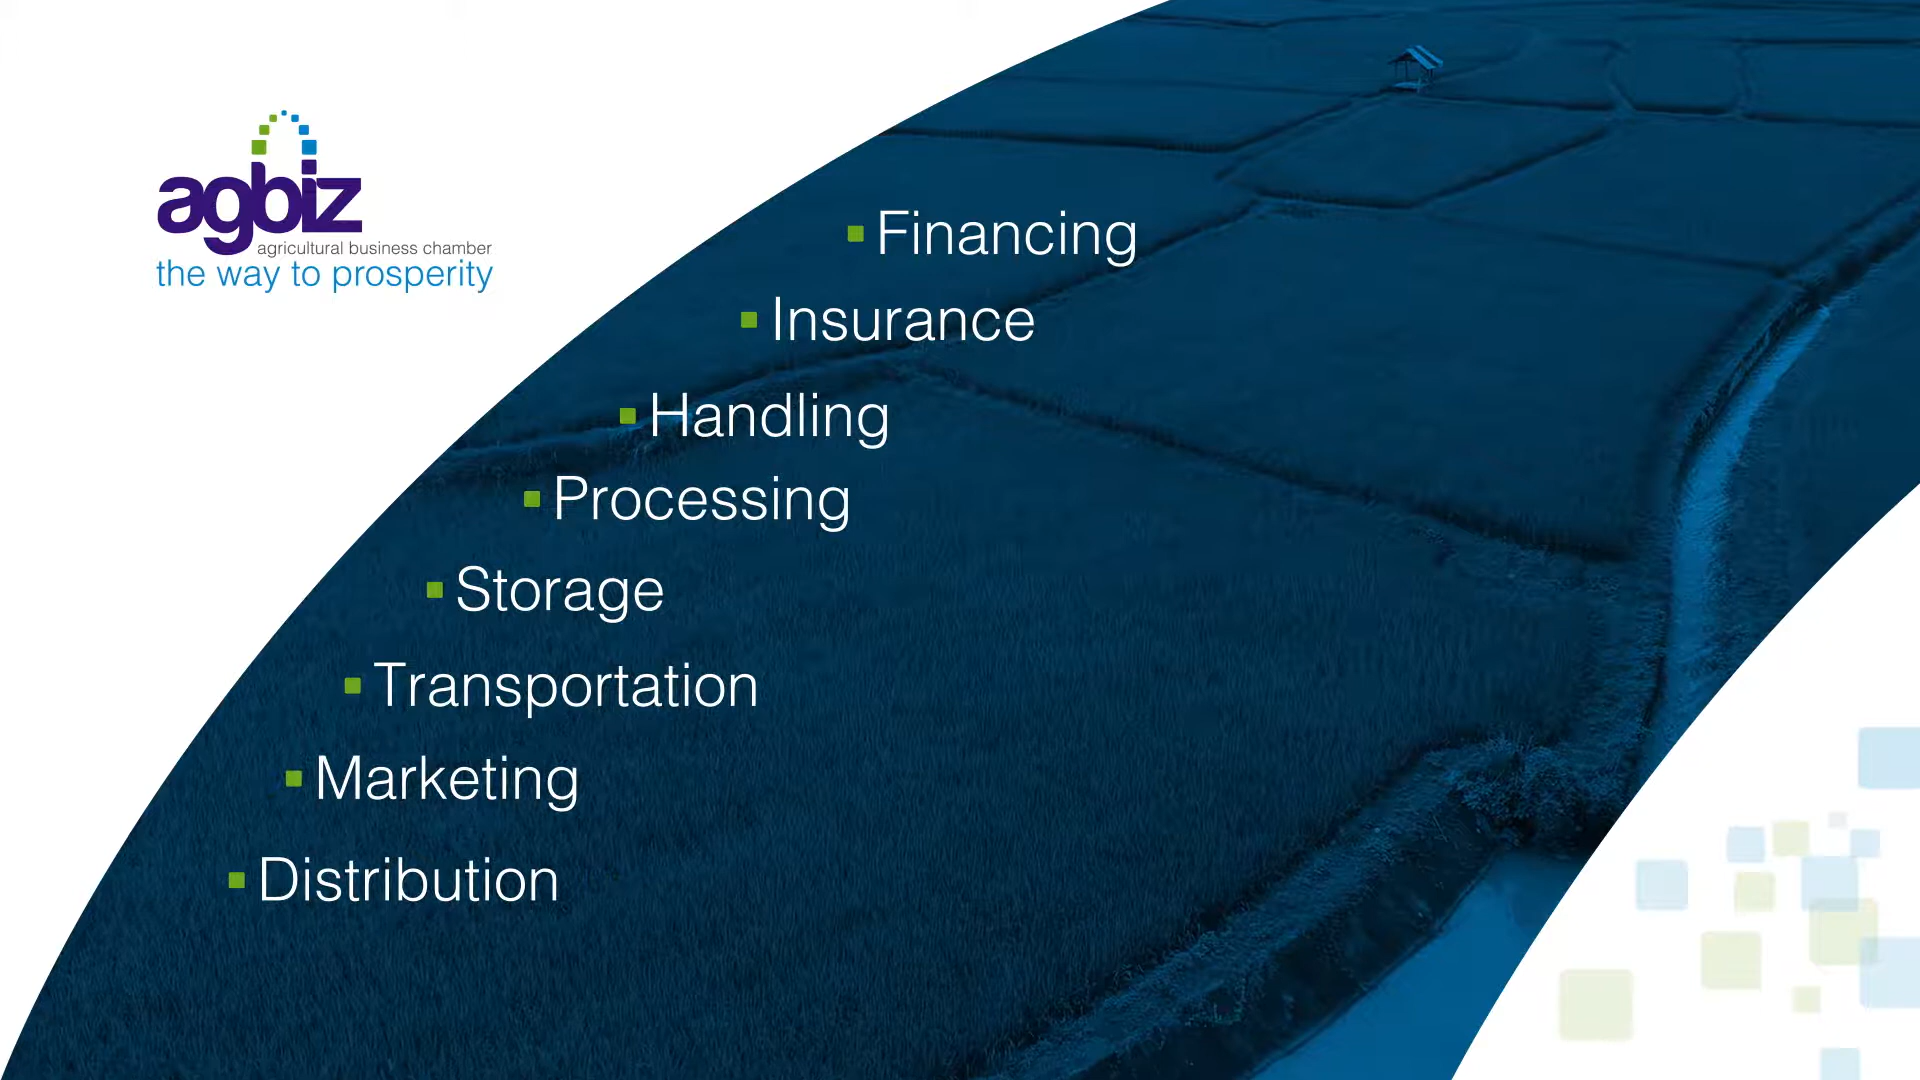 agbiz
agricultural business chamber
the way to prosperity
Financing
Insurance
Handling
Processing
Storage
Transportation
Marketing
Distribution